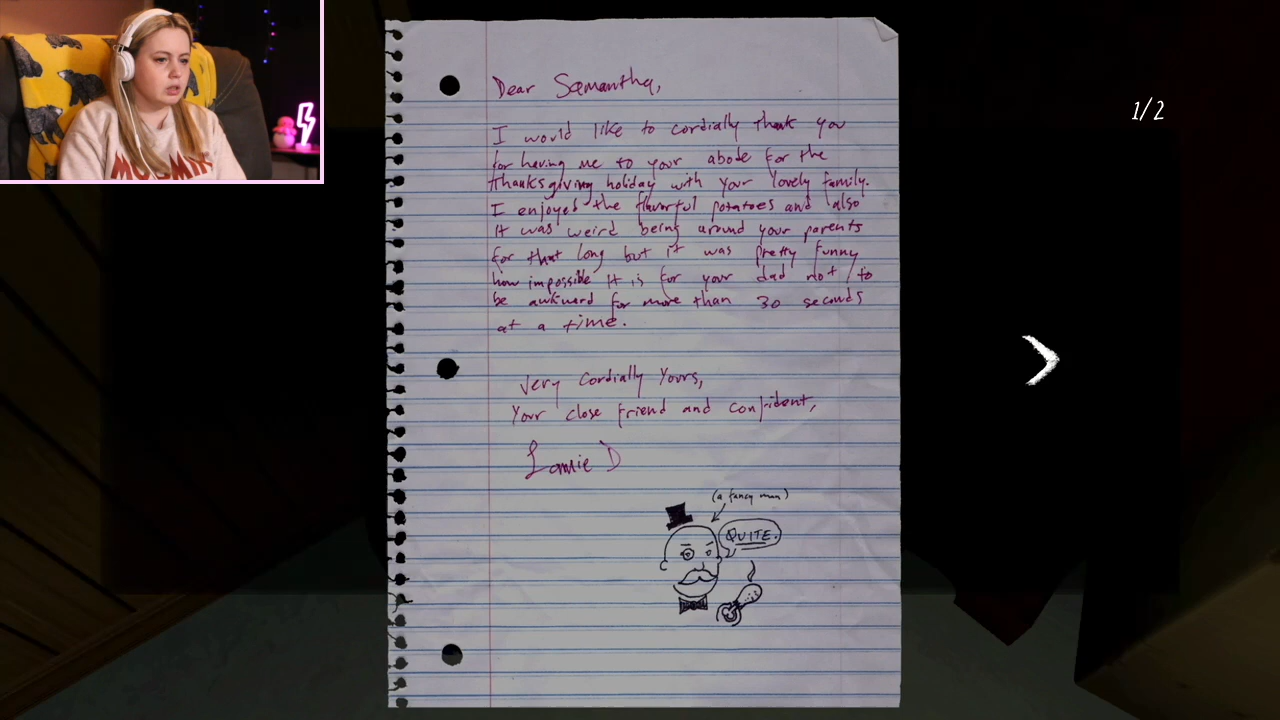 1/2
Dear Samantha,
I would like to cordially thank you
for having me to your abode for the
thanksgiving holiday with your lovely family.
I enjoyed the flavorful potatoes and also
it was weird being around your parents
for that long but it was pretty funny
how impossible it is for your dad not to
be awkward for more than 30 seconds
at a time.
Very Cordially Yours,
Your close friend and confident,
Lonnie D
(a fancy man)
QUITE.